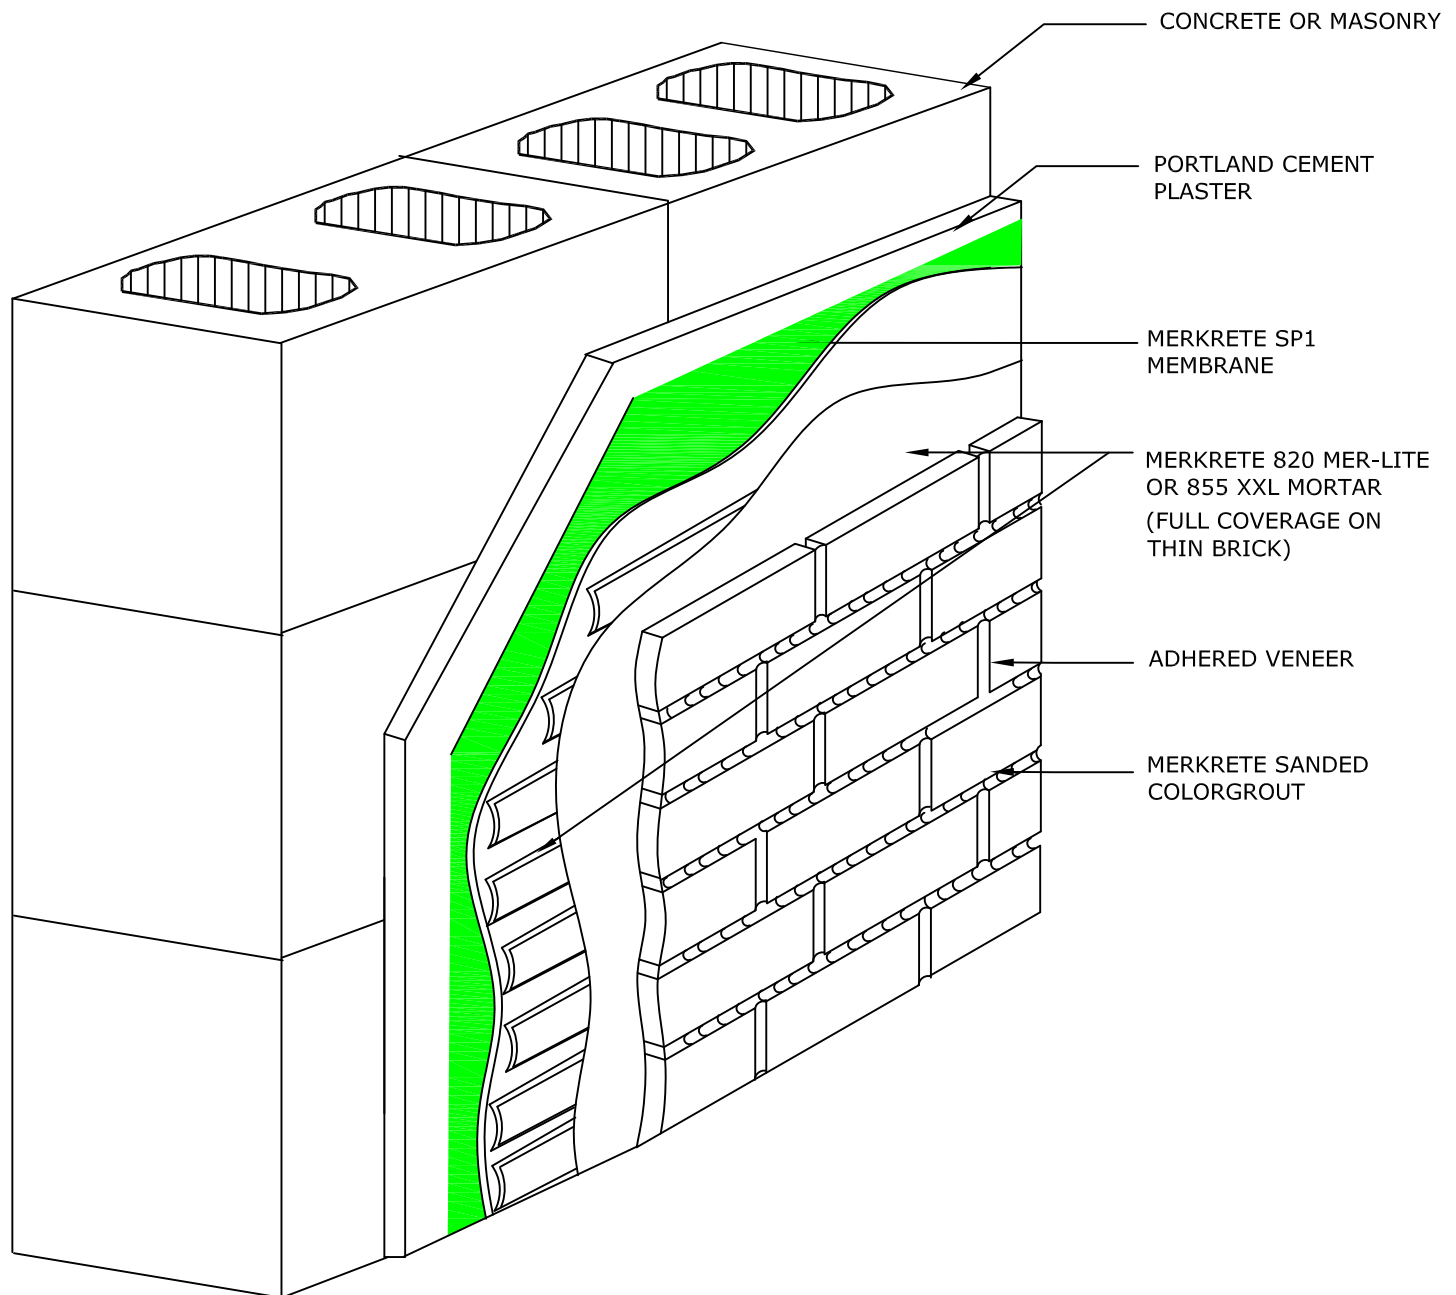 CONCRETE OR MASONRY
PORTLAND CEMENT
PLASTER
MERKRETE SP1
MEMBRANE
MERKRETE 820 MER-LITE
OR 855 XXL MORTAR
(FULL COVERAGE ON
THIN BRICK)
ADHERED VENEER
MERKRETE SANDED
COLORGROUT